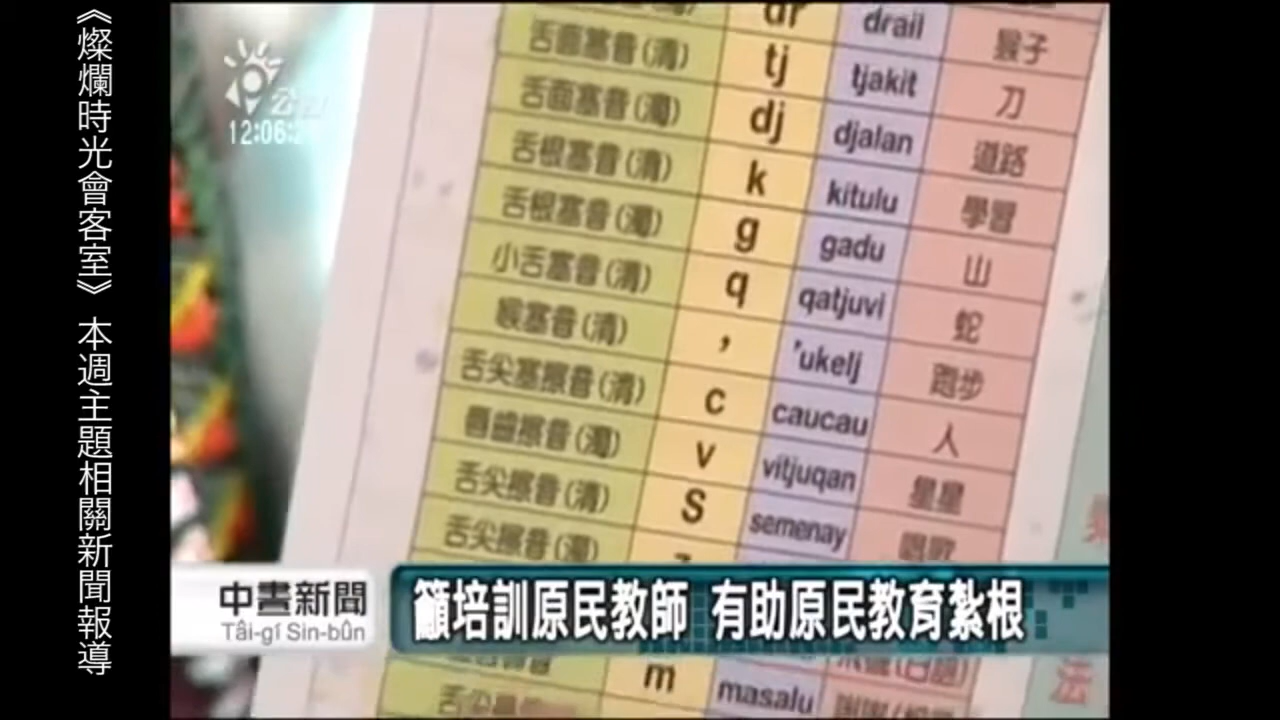 《燦爛時光會客室》 本週主題相關新聞報導
公視
dr drail 猴子
舌面塞音(清) tj tjakit 刀
舌面塞音(濁) dj djalan 道路
舌根塞音(清) k kitulu 學習
舌根塞音(濁) g gadu 山
小舌塞音(清) q qatjuvi 蛇
喉塞音(清) ’ 'ukelj 跑步
舌尖塞擦音(清) c caucau 人
唇齒擦音(濁) v vitjuqan 星星
舌尖擦音(清) S semenay 唱歌
舌尖擦音(濁)
中晝新聞
Tâi-gí Sin-bûn
籲培訓原民教師 有助原民教育紮根
m masalu
法